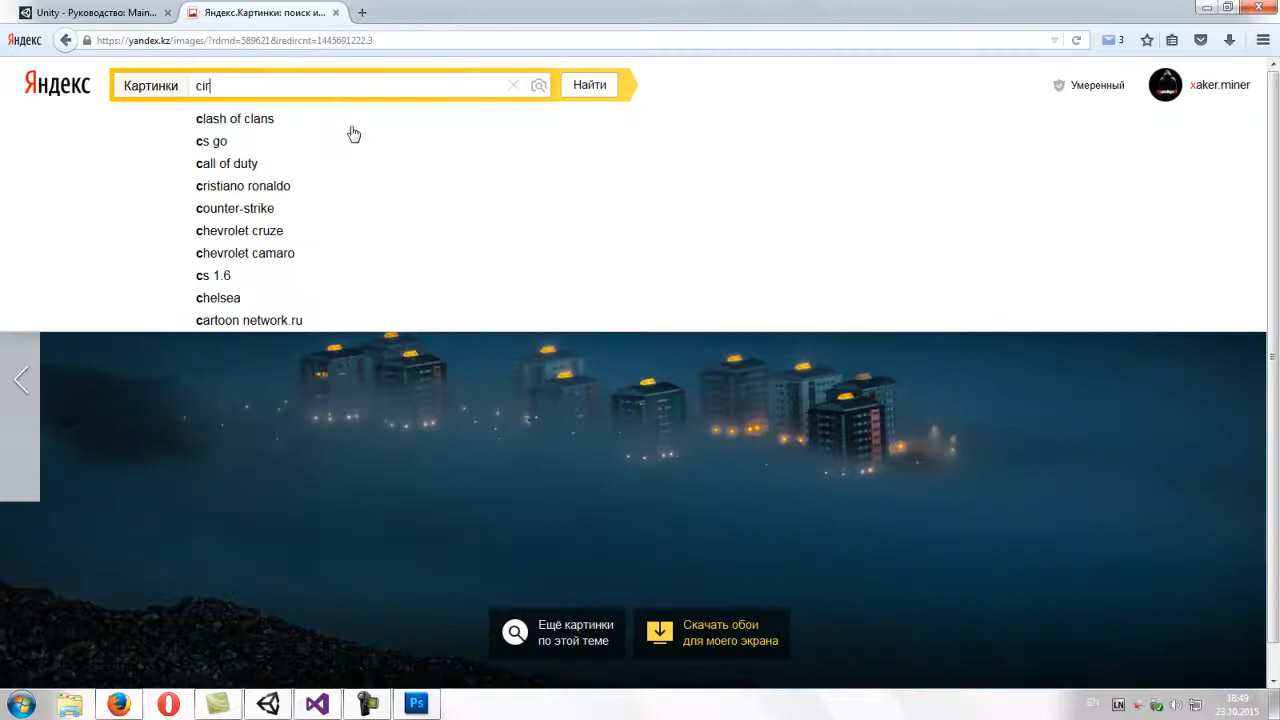 Unity - Руководство: Main...
Яндекс.Картинки: поиск и...
Яндекс
https://yandex.kz/images/?rdrnd=589621&redircnt=1445691222.3
3
Яндекс
Картинки
cir
Найти
Умеренный
xaker.miner
clash of clans
cs go
call of duty
cristiano ronaldo
counter-strike
chevrolet cruze
chevrolet camaro
cs 1.6
chelsea
cartoon network.ru
Ещё картинки
по этой теме
Скачать обои
для моего экрана
Ps
EN
18:49
23.10.2015